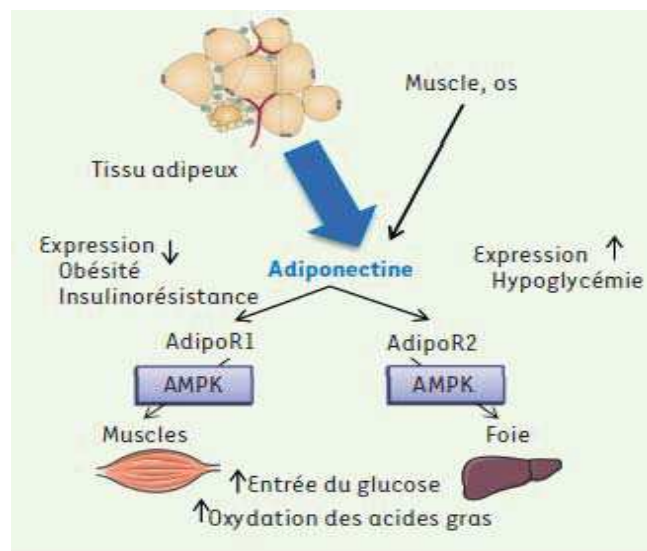 Muscle, os
Tissu adipeux
Expression ↓
Obésité
Insulinorésistance
Adiponectine
Expression ↑
Hypoglycémie
AdipoR1
AdipoR2
AMPK
AMPK
Muscles
Foie
↑Entrée du glucose
↑Oxydation des acides gras